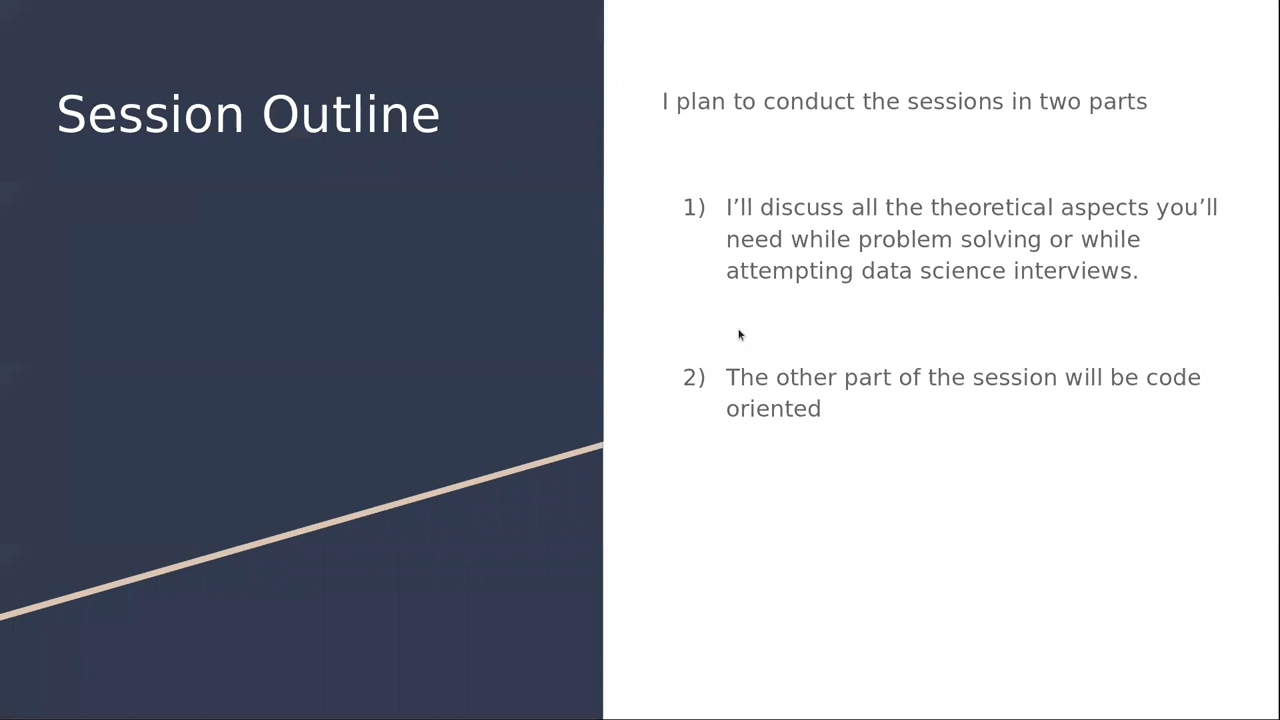 Session Outline
I plan to conduct the sessions in two parts
1) I’ll discuss all the theoretical aspects you’ll
need while problem solving or while
attempting data science interviews.
2) The other part of the session will be code
oriented